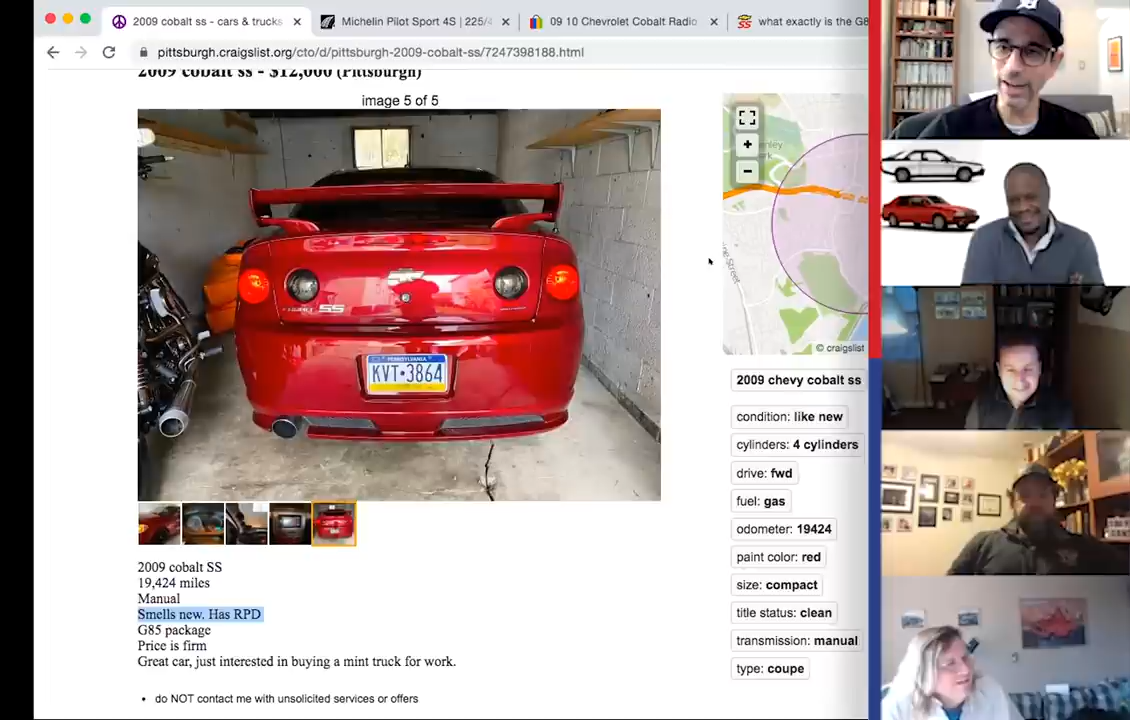 2009 cobalt ss - cars & trucks
Michelin Pilot Sport 4S | 225/4
09 10 Chevrolet Cobalt Radio
what exactly is the G8
pittsburgh.craigslist.org/cto/d/pittsburgh-2009-cobalt-ss/7247398188.html
2009 cobalt ss - $12,000 (Pittsburgh)
image 5 of 5
SS
PENNSYLVANIA
KVT•3864
+
−
© craigslist
2009 chevy cobalt ss
condition: like new
cylinders: 4 cylinders
drive: fwd
fuel: gas
odometer: 19424
paint color: red
size: compact
title status: clean
transmission: manual
type: coupe
2009 cobalt SS
19,424 miles
Manual
Smells new. Has RPD
G85 package
Price is firm
Great car, just interested in buying a mint truck for work.
• do NOT contact me with unsolicited services or offers